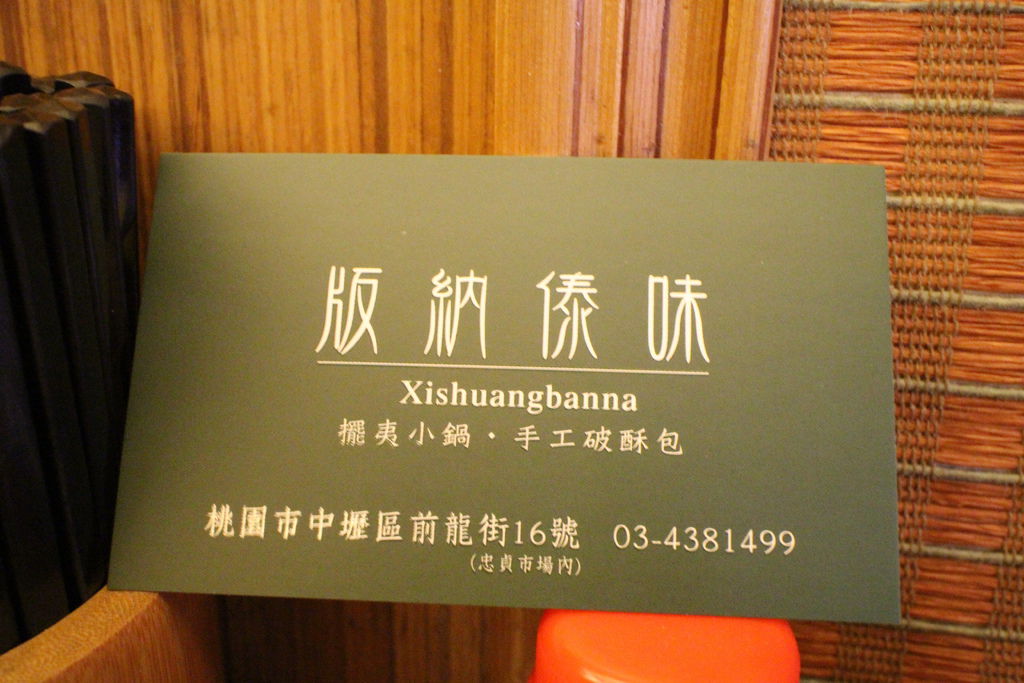 版納傣味
Xishuangbanna
擺夷小鍋・手工破酥包
桃園市中壢區前龍街16號 03-4381499
(忠貞市場內)